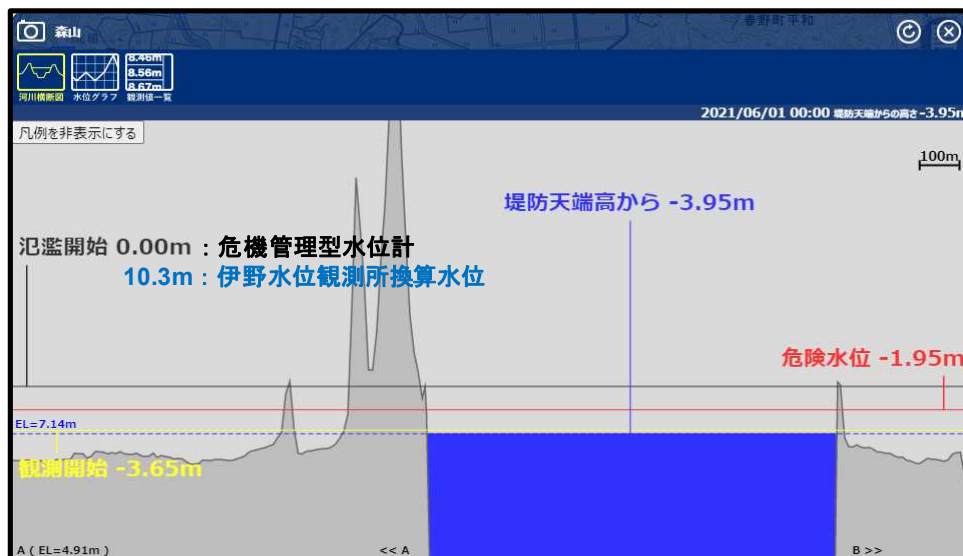 森山
春野町平和
8.46m
8.56m
8.67m
河川横断図 水位グラフ 観測値一覧
2021/06/01 00:00 堤防天端からの高さ-3.95m
凡例を非表示にする
100m
堤防天端高から -3.95m
氾濫開始 0.00m：危機管理型水位計
10.3m：伊野水位観測所換算水位
危険水位 -1.95m
EL=7.14m
観測開始 -3.65m
A ( EL=4.91m )
<< A
B >>